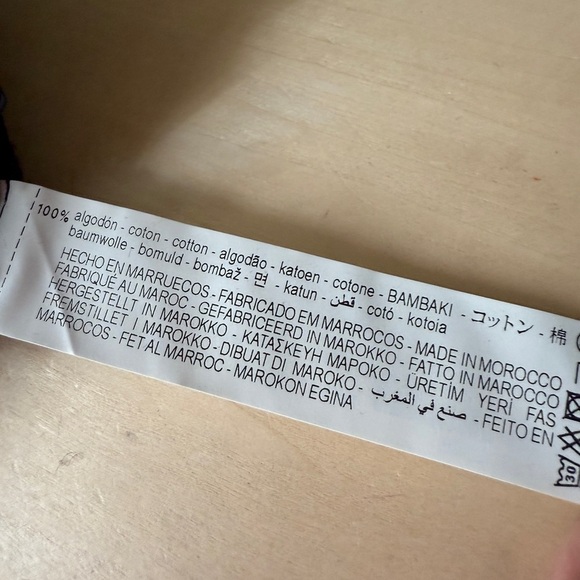 100% algodón - coton - cotton - algodão - katoen - cotone - BAMBAKI - コットン - 棉
baumwolle - bomuld - bombaž - 면 - katun - قطن - cotó - kotoia
HECHO EN MARRUECOS - FABRICADO EM MARROCOS - MADE IN MOROCCO
FABRIQUÉ AU MAROC - GEFABRICEERD IN MAROKKO - FATTO IN MAROCCO
HERGESTELLT IN MAROKKO - ΚΑΤΑΣΚΕΥΗ ΜΑΡΟΚΟ - ÜRETİM YERİ FAS
FREMSTILLET I MAROKKO - DIBUAT DI MAROKO - صنع في المغرب - FEITO EN
MARROCOS - FET AL MARROC - MAROKON EGINA
30